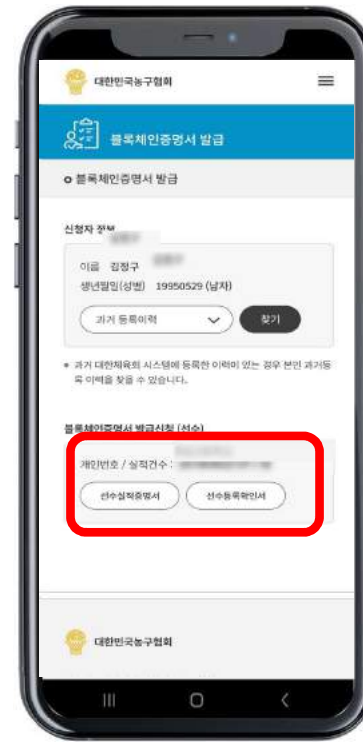 대한민국농구협회
블록체인증명서 발급
블록체인증명서 발급
신청자 정보
이름 김정구
생년월일(성별) 19950529 (남자)
과거 등록이력
찾기
과거 대한체육회 시스템에 등록한 이력이 있는 경우 본인 과거등
록 이력을 찾을 수 있습니다.
블록체인증명서 발급신청 (선수)
개인번호 / 실적건수 :
선수실적증명서 선수등록확인서
대한민국농구협회